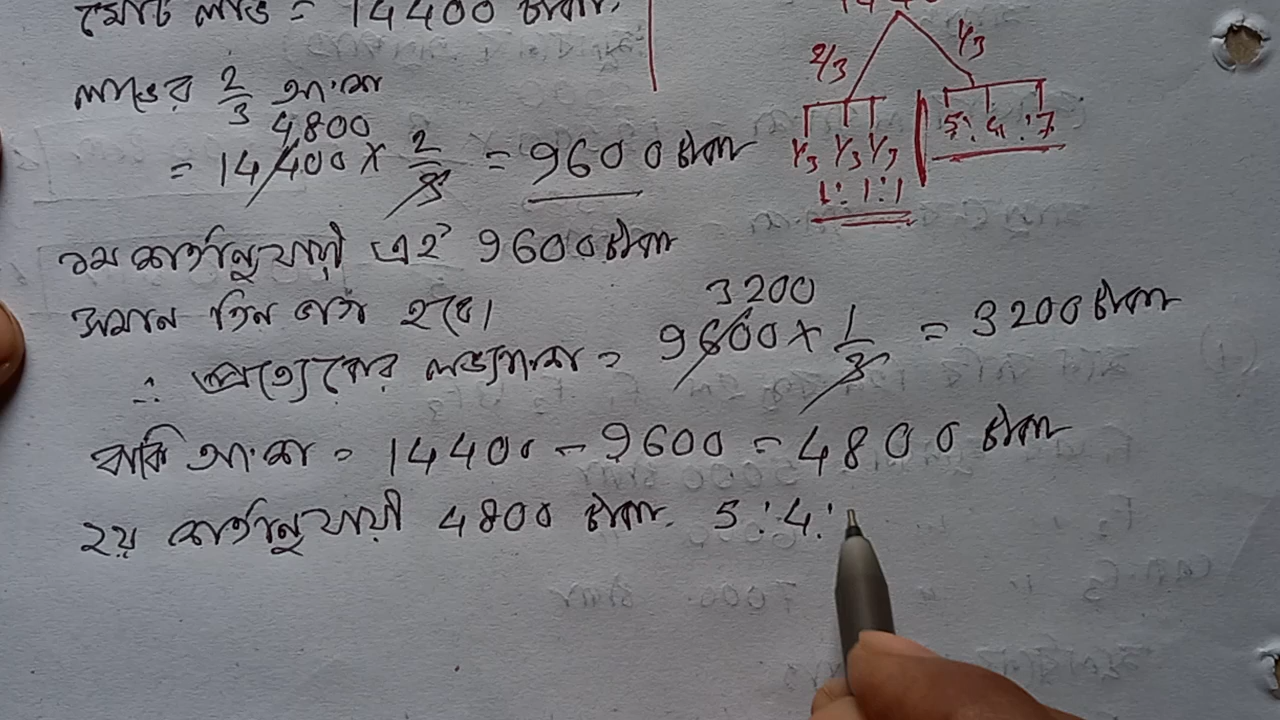 মোট লাভ = 14400 টাকা.
লাভের 2/3 অংশ
4800
= 14400 × 2/3 = 9600 টাকা
১ম শর্তানুযায়ী এই 9600 টাকা
সমান তিন ভাগ হবে।
3200
∴ প্রত্যেকের লভ্যাংশ = 9600 × 1/3 = 3200 টাকা
বাকি অংশ = 14400 - 9600 = 4800 টাকা
২য় শর্তানুযায়ী 4800 টাকা. 5:4:
2/3 1/3
1/3 1/3 1/3 5:4:7
1:1:1